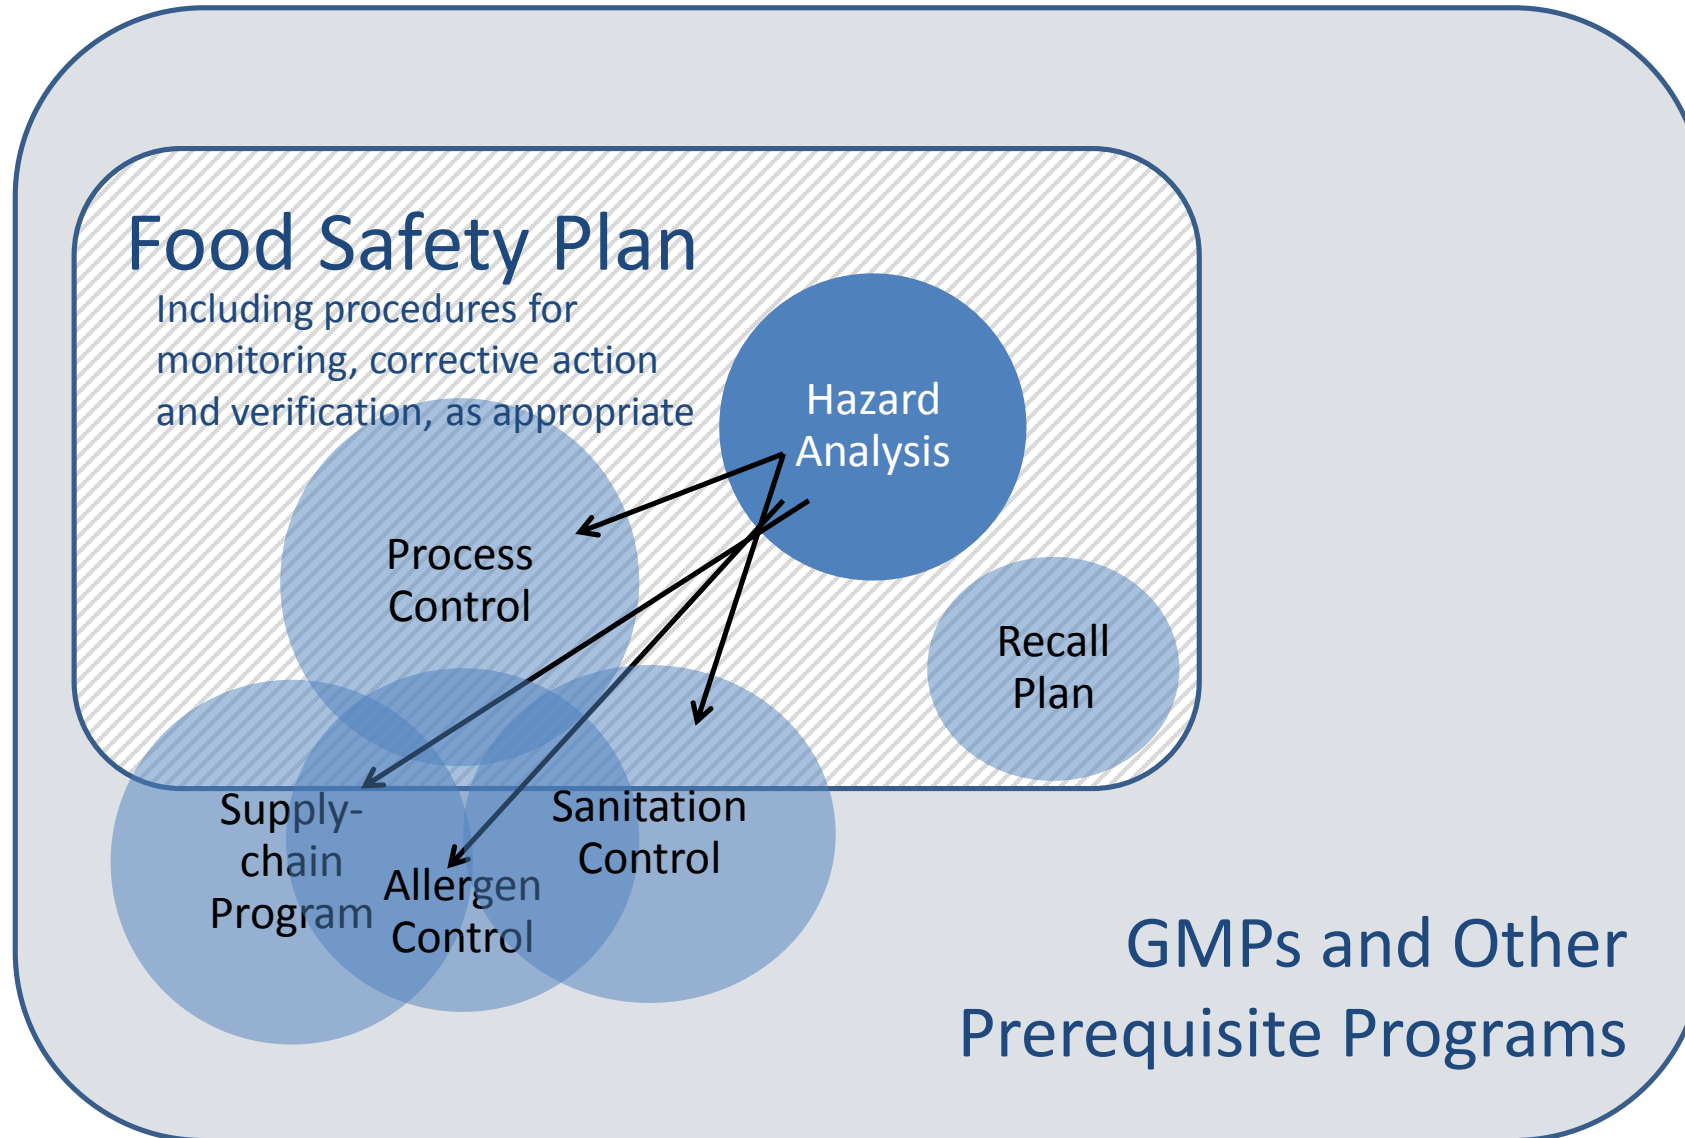 Food Safety Plan
Including procedures for
monitoring, corrective action
and verification, as appropriate
Hazard
Analysis
Process
Control
Recall
Plan
Supply-
chain
Program
Allergen
Control
Sanitation
Control
GMPs and Other
Prerequisite Programs